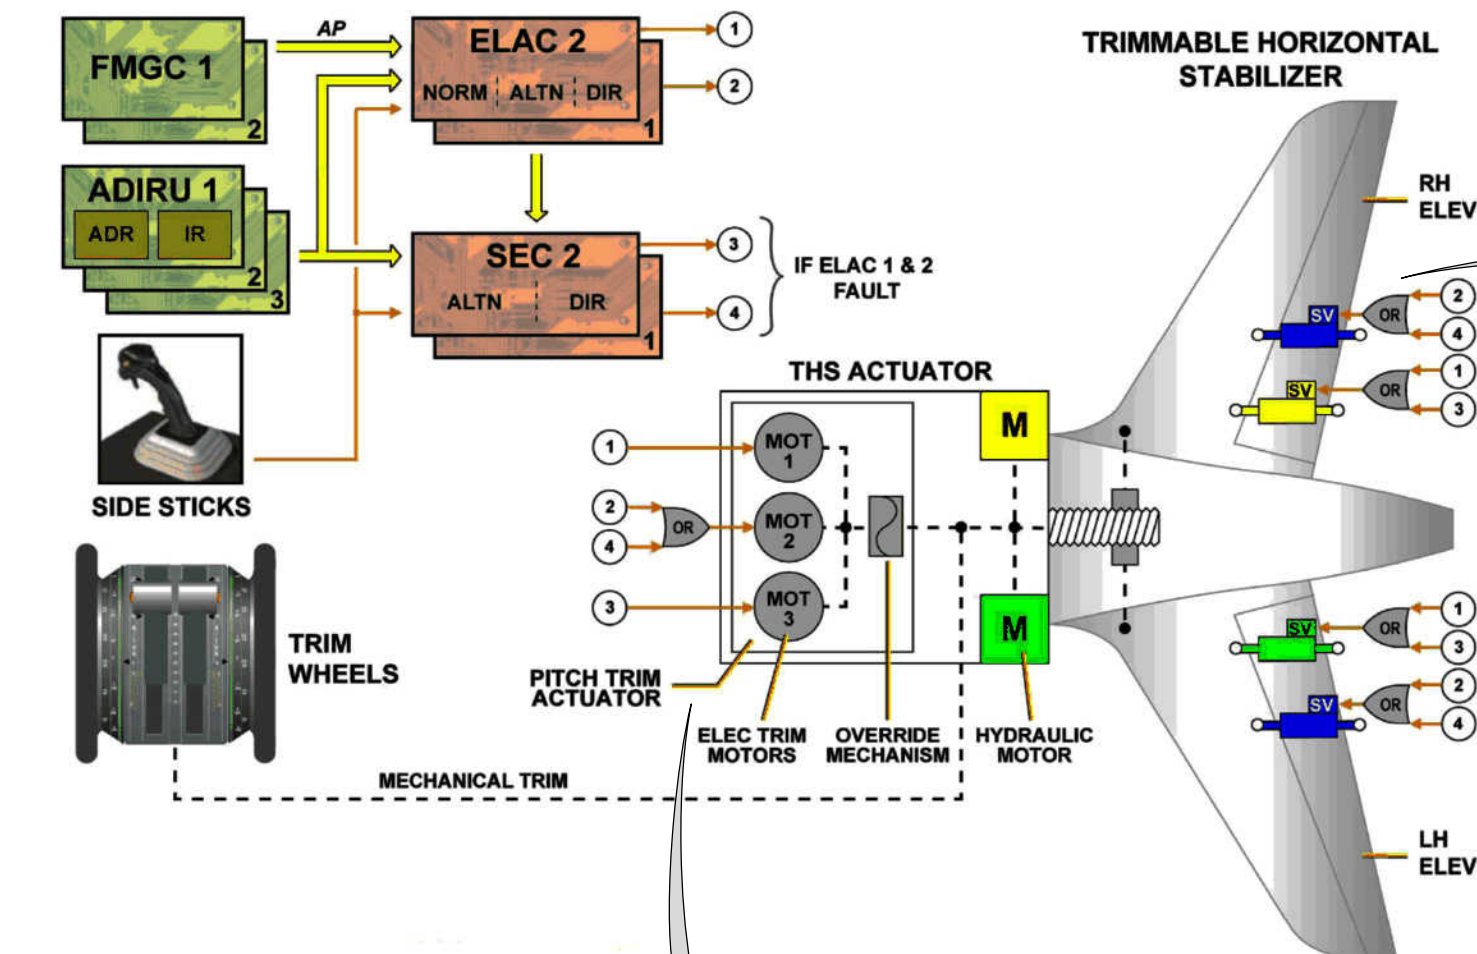 FMGC 1
2
AP
ELAC 2
NORM ALTN DIR
1
1
2
TRIMMABLE HORIZONTAL
STABILIZER
ADIRU 1
ADR IR
2
3
SEC 2
ALTN DIR
1
3
4
IF ELAC 1 & 2
FAULT
RH
ELEV
SV OR 2
4
SV OR 1
3
SIDE STICKS
THS ACTUATOR
1
2
4
OR
3
MOT
1
MOT
2
MOT
3
M
M
TRIM
WHEELS
PITCH TRIM
ACTUATOR
ELEC TRIM
MOTORS
OVERRIDE
MECHANISM
HYDRAULIC
MOTOR
MECHANICAL TRIM
SV OR 1
3
SV OR 2
4
LH
ELEV